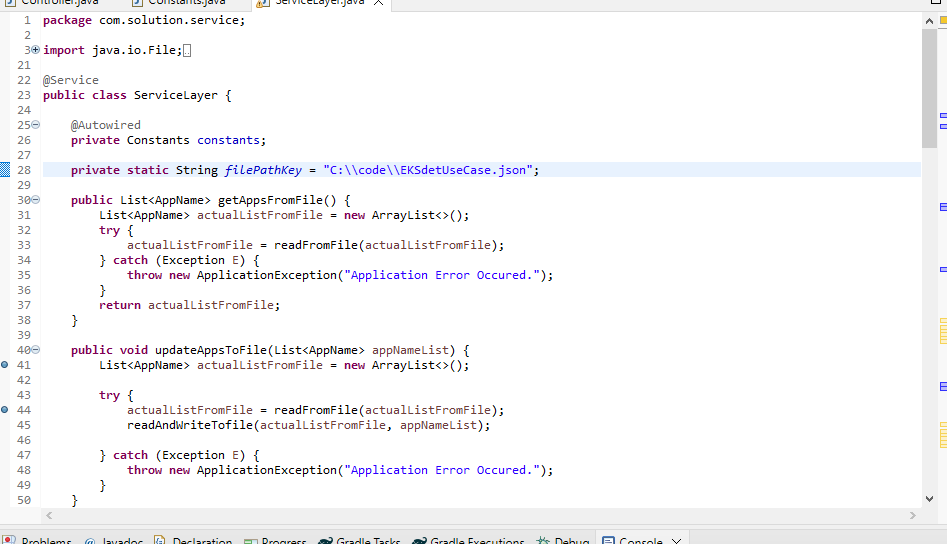 Controller.java Constants.java ServiceLayer.java
1 package com.solution.service;
2
3 import java.io.File;
21
22 @Service
23 public class ServiceLayer {
24
25 @Autowired
26 private Constants constants;
27
28 private static String filePathKey = "C:\\code\\EKSdetUseCase.json";
29
30 public List<AppName> getAppsFromFile() {
31 List<AppName> actualListFromFile = new ArrayList<>();
32 try {
33 actualListFromFile = readFromFile(actualListFromFile);
34 } catch (Exception E) {
35 throw new ApplicationException("Application Error Occured.");
36 }
37 return actualListFromFile;
38 }
39
40 public void updateAppsToFile(List<AppName> appNameList) {
41 List<AppName> actualListFromFile = new ArrayList<>();
42
43 try {
44 actualListFromFile = readFromFile(actualListFromFile);
45 readAndWriteTofile(actualListFromFile, appNameList);
46
47 } catch (Exception E) {
48 throw new ApplicationException("Application Error Occured.");
49 }
50 }
Problems @ Javadoc Declaration Progress Gradle Tasks Gradle Executions Debug Console